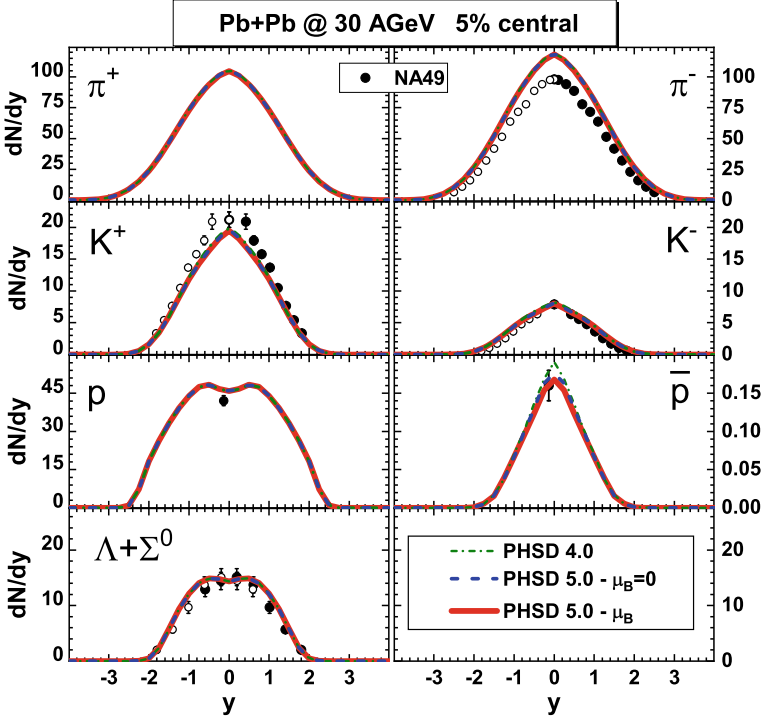 Pb+Pb @ 30 AGeV 5% central
dN/dy
100
75
50
25
0
π⁺
NA49
π⁻
100
75
50
25
0
dN/dy
20
15
10
5
0
K⁺
K⁻
20
15
10
5
0
dN/dy
45
30
15
0
p
p̅
0.15
0.10
0.05
0.00
dN/dy
20
10
0
Λ+Σ⁰
PHSD 4.0
PHSD 5.0 - μ_B=0
PHSD 5.0 - μ_B
20
10
0
-3 -2 -1 0 1 2 3
-3 -2 -1 0 1 2 3
y
y